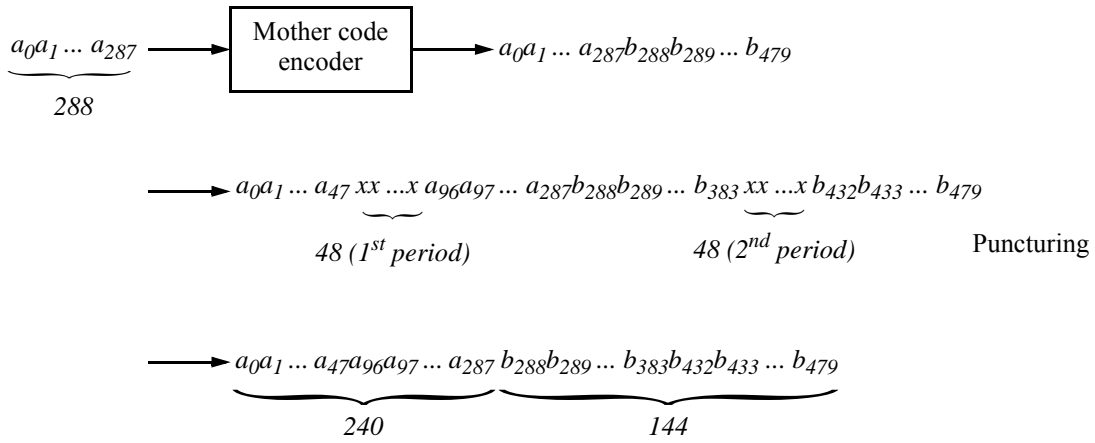 a0a1 ... a287
Mother code encoder
a0a1 ... a287b288b289 ... b479
288
a0a1 ... a47 xx ...x a96a97 ... a287b288b289 ... b383 xx ...x b432b433 ... b479
48 (1st period)
48 (2nd period)
Puncturing
a0a1 ... a47a96a97 ... a287 b288b289 ... b383b432b433 ... b479
240
144